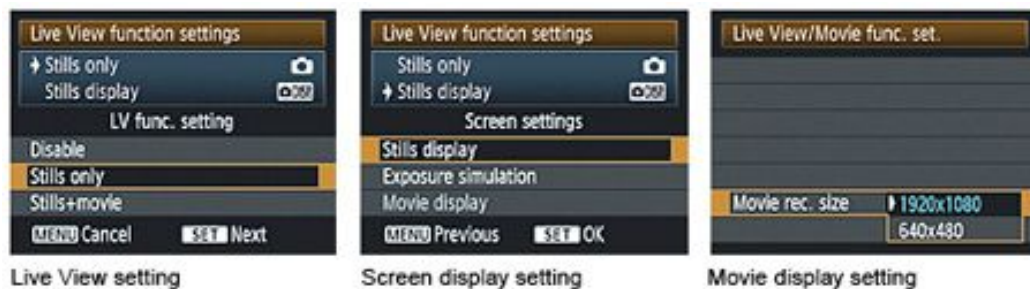 Live View function settings
Stills only
Stills display
LV func. setting
Disable
Stills only
Stills+movie
MENU Cancel SET Next
Live View setting
Live View function settings
Stills only
Stills display
Screen settings
Stills display
Exposure simulation
Movie display
MENU Previous SET OK
Screen display setting
Live View/Movie func. set.
Movie rec. size 1920x1080
640x480
Movie display setting